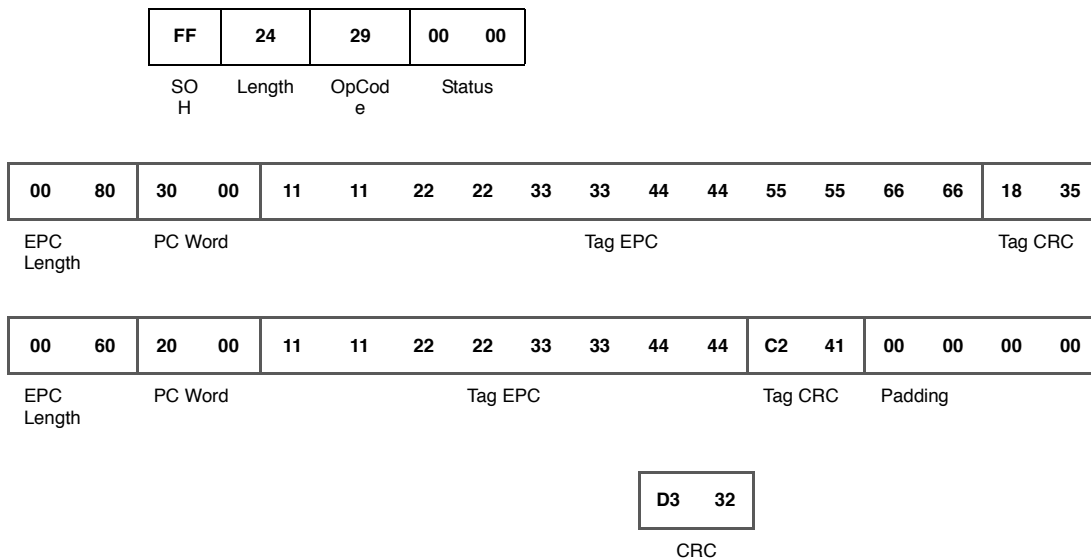 FF 24 29 00 00
SO Length OpCod Status
H e
00 80 30 00 11 11 22 22 33 33 44 44 55 55 66 66 18 35
EPC PC Word Tag EPC Tag CRC
Length
00 60 20 00 11 11 22 22 33 33 44 44 C2 41 00 00 00 00
EPC PC Word Tag EPC Tag CRC Padding
Length
D3 32
CRC